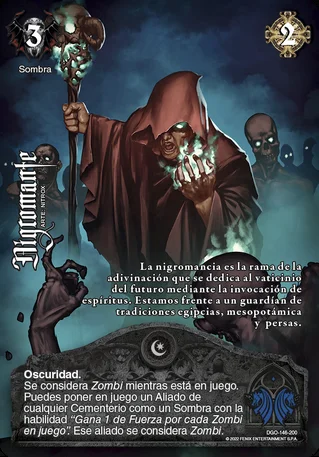 3
2
Sombra
Nigromante
ARTE: NITROX
La nigromancia es la rama de la
adivinación que se dedica al vaticinio
del futuro mediante la invocación de
espíritus. Estamos frente a un guardían de
tradiciones egipcias, mesopotámica
y persas.
Oscuridad.
Se considera Zombi mientras está en juego.
Puedes poner en juego un Aliado de
cualquier Cementerio como un Sombra con la
habilidad “Gana 1 de Fuerza por cada Zombi
en juego”. Ese aliado se considera Zombi.
DGO-146-200
© 2022 FENIX ENTERTAINMENT S.P.A.